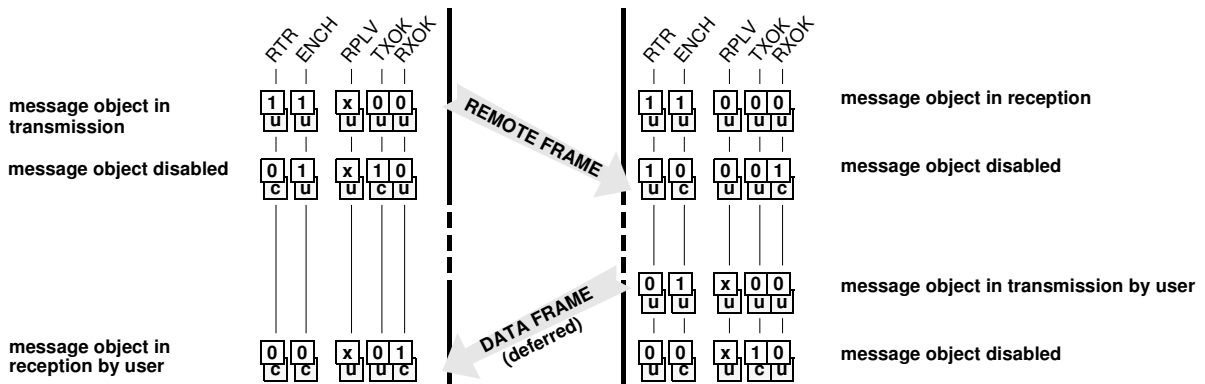 RTR ENCH RPLV TXOK RXOK
RTR ENCH RPLV TXOK RXOK
message object in
transmission
1 1 x 0 0
u u u u u
REMOTE FRAME
1 1 0 0 0
u u u u u
message object in reception
message object disabled
0 1 x 1 0
c u u c u
1 0 0 0 1
u c u u c
message object disabled
0 1 x 0 0
u u u u u
message object in transmission by user
DATA FRAME
(deferred)
message object in
reception by user
0 0 x 0 1
c c u u c
0 0 x 1 0
u c u c u
message object disabled